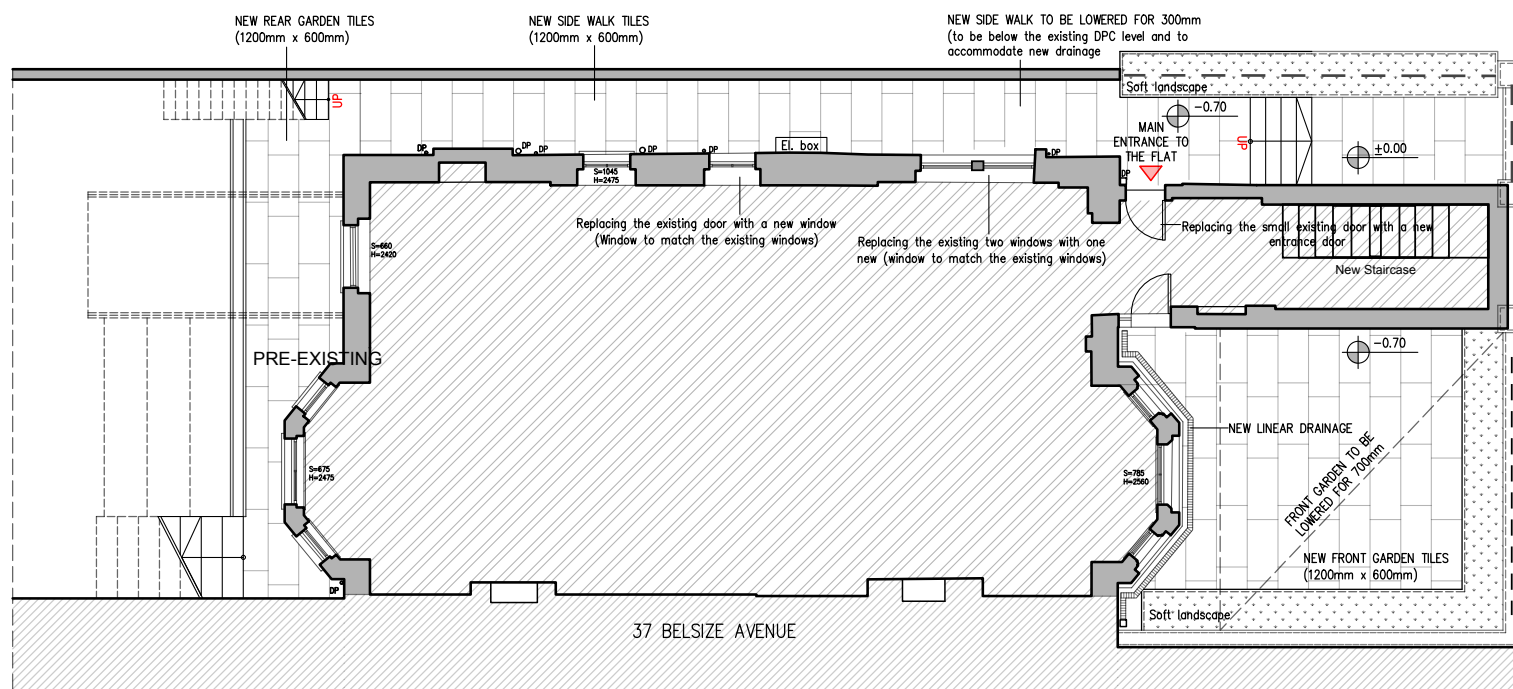 NEW REAR GARDEN TILES
(1200mm x 600mm)
NEW SIDE WALK TILES
(1200mm x 600mm)
NEW SIDE WALK TO BE LOWERED FOR 300mm
(to be below the existing DPC level and to
accommodate new drainage
Soft landscape
UP
-0.70
MAIN
ENTRANCE TO
THE FLAT
UP
±0.00
DP
DP
DP
DP
DP
El. box
DP
DP
S=1045
H=2475
Replacing the existing door with a new window
(Window to match the existing windows)
Replacing the existing two windows with one
new (window to match the existing windows)
Replacing the small existing door with a new
entrance door
New Staircase
S=660
H=2420
PRE-EXISTING
-0.70
NEW LINEAR DRAINAGE
S=675
H=2475
S=785
H=2560
FRONT GARDEN TO BE
LOWERED FOR 700mm
NEW FRONT GARDEN TILES
(1200mm x 600mm)
DP
Soft landscape
37 BELSIZE AVENUE